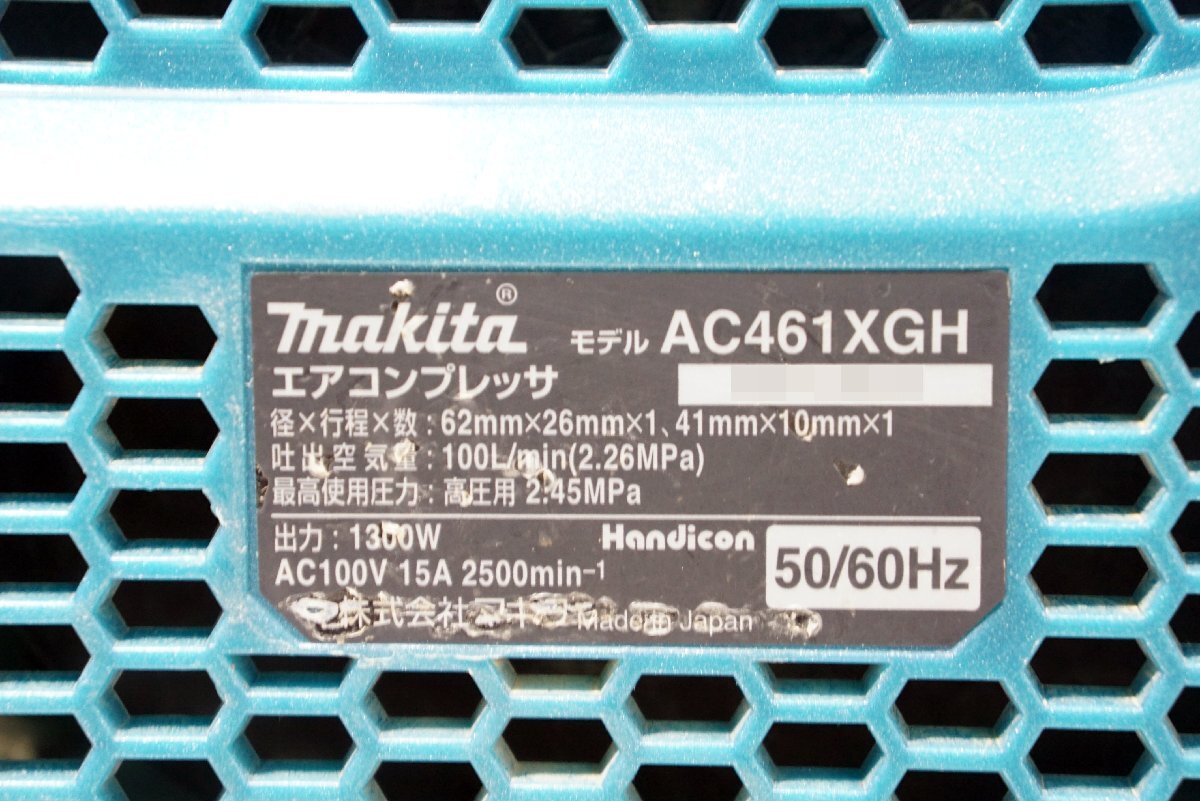 makita® モデル AC461XGH
エアコンプレッサ
径×行程×数：62mm×26mm×1、41mm×10mm×1
吐出空気量：100L/min(2.26MPa)
最高使用圧力：高圧用 2.45MPa
出力：1300W Handicon
AC100V 15A 2500min-1 50/60Hz
株式会社マキタ Made in Japan